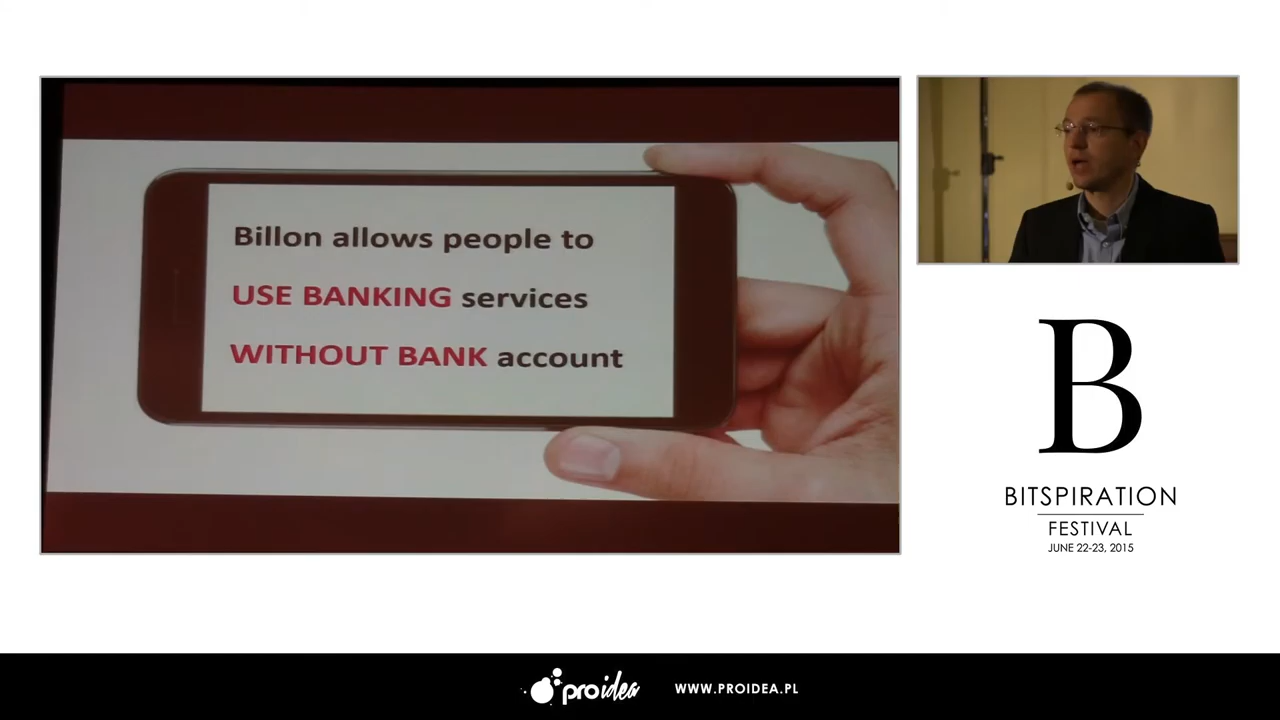 Billon allows people to
USE BANKING services
WITHOUT BANK account
B
BITSPIRATION
FESTIVAL
JUNE 22-23, 2015
proidea
WWW.PROIDEA.PL